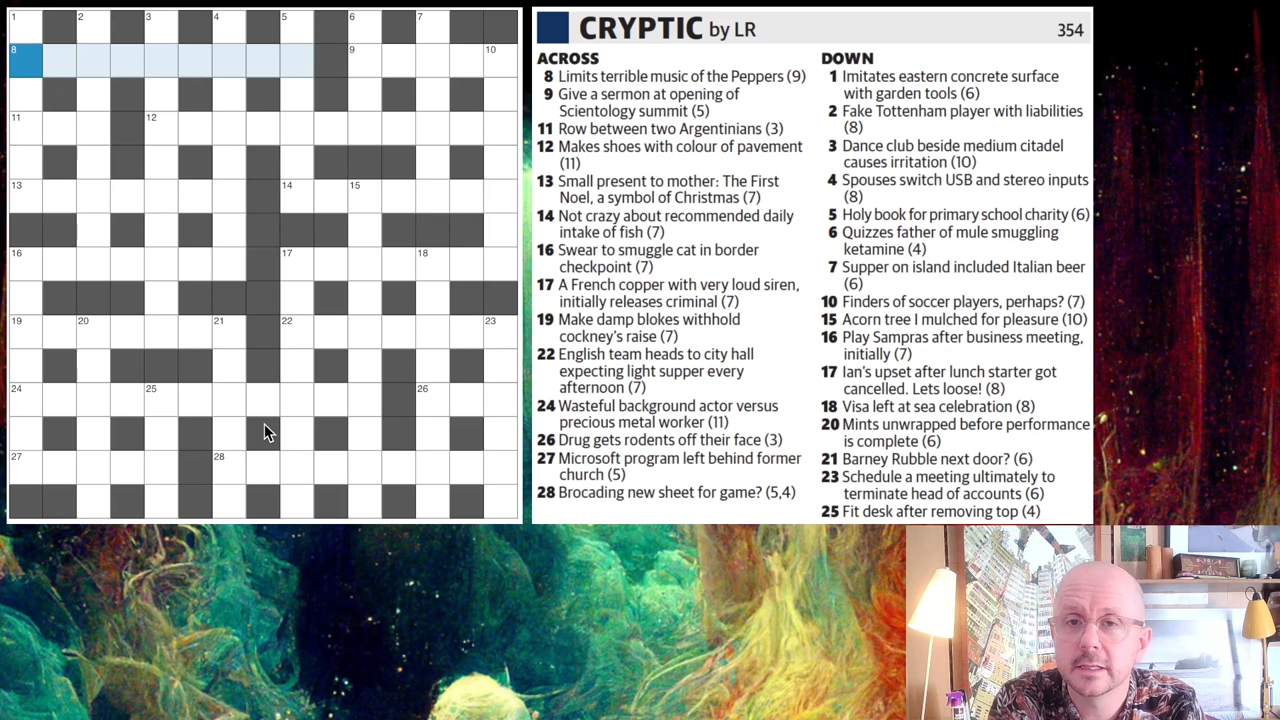 1 2 3 4 5 6 7
8 9 10
11 12
13 14 15
16 17 18
19 20 21 22 23
24 25 26
27 28
CRYPTIC by LR 354
ACROSS
8 Limits terrible music of the Peppers (9)
9 Give a sermon at opening of
Scientology summit (5)
11 Row between two Argentinians (3)
12 Makes shoes with colour of pavement
(11)
13 Small present to mother: The First
Noel, a symbol of Christmas (7)
14 Not crazy about recommended daily
intake of fish (7)
16 Swear to smuggle cat in border
checkpoint (7)
17 A French copper with very loud siren,
initially releases criminal (7)
19 Make damp blokes withhold
cockney's raise (7)
22 English team heads to city hall
expecting light supper every
afternoon (7)
24 Wasteful background actor versus
precious metal worker (11)
26 Drug gets rodents off their face (3)
27 Microsoft program left behind former
church (5)
28 Brocading new sheet for game? (5,4)
DOWN
1 Imitates eastern concrete surface
with garden tools (6)
2 Fake Tottenham player with liabilities
(8)
3 Dance club beside medium citadel
causes irritation (10)
4 Spouses switch USB and stereo inputs
(8)
5 Holy book for primary school charity (6)
6 Quizzes father of mule smuggling
ketamine (4)
7 Supper on island included Italian beer
(6)
10 Finders of soccer players, perhaps? (7)
15 Acorn tree I mulched for pleasure (10)
16 Play Sampras after business meeting,
initially (7)
17 Ian's upset after lunch starter got
cancelled. Lets loose! (8)
18 Visa left at sea celebration (8)
20 Mints unwrapped before performance
is complete (6)
21 Barney Rubble next door? (6)
23 Schedule a meeting ultimately to
terminate head of accounts (6)
25 Fit desk after removing top (4)